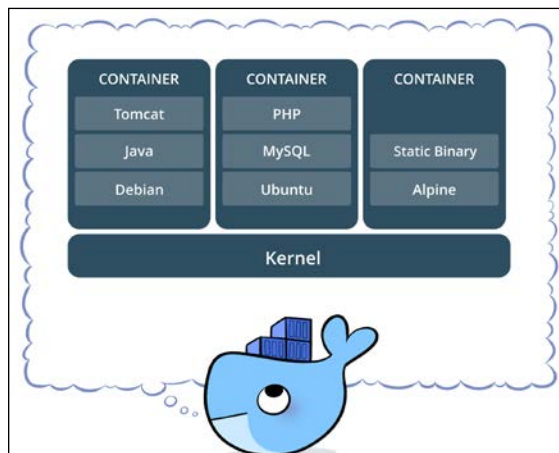 CONTAINER
Tomcat
Java
Debian
CONTAINER
PHP
MySQL
Ubuntu
CONTAINER
Static Binary
Alpine
Kernel